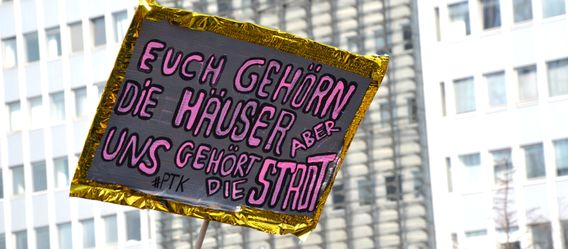 EUCH GEHÖRN
DIE HÄUSER ABER
UNS GEHÖRT DIE STADT
#PTK